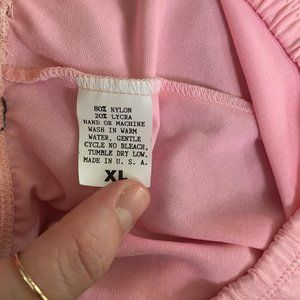 80% NYLON
20% LYCRA
HAND OR MACHINE
WASH IN WARM
WATER, GENTLE
CYCLE NO BLEACH,
TUMBLE DRY LOW.
MADE IN U. S. A.
XL